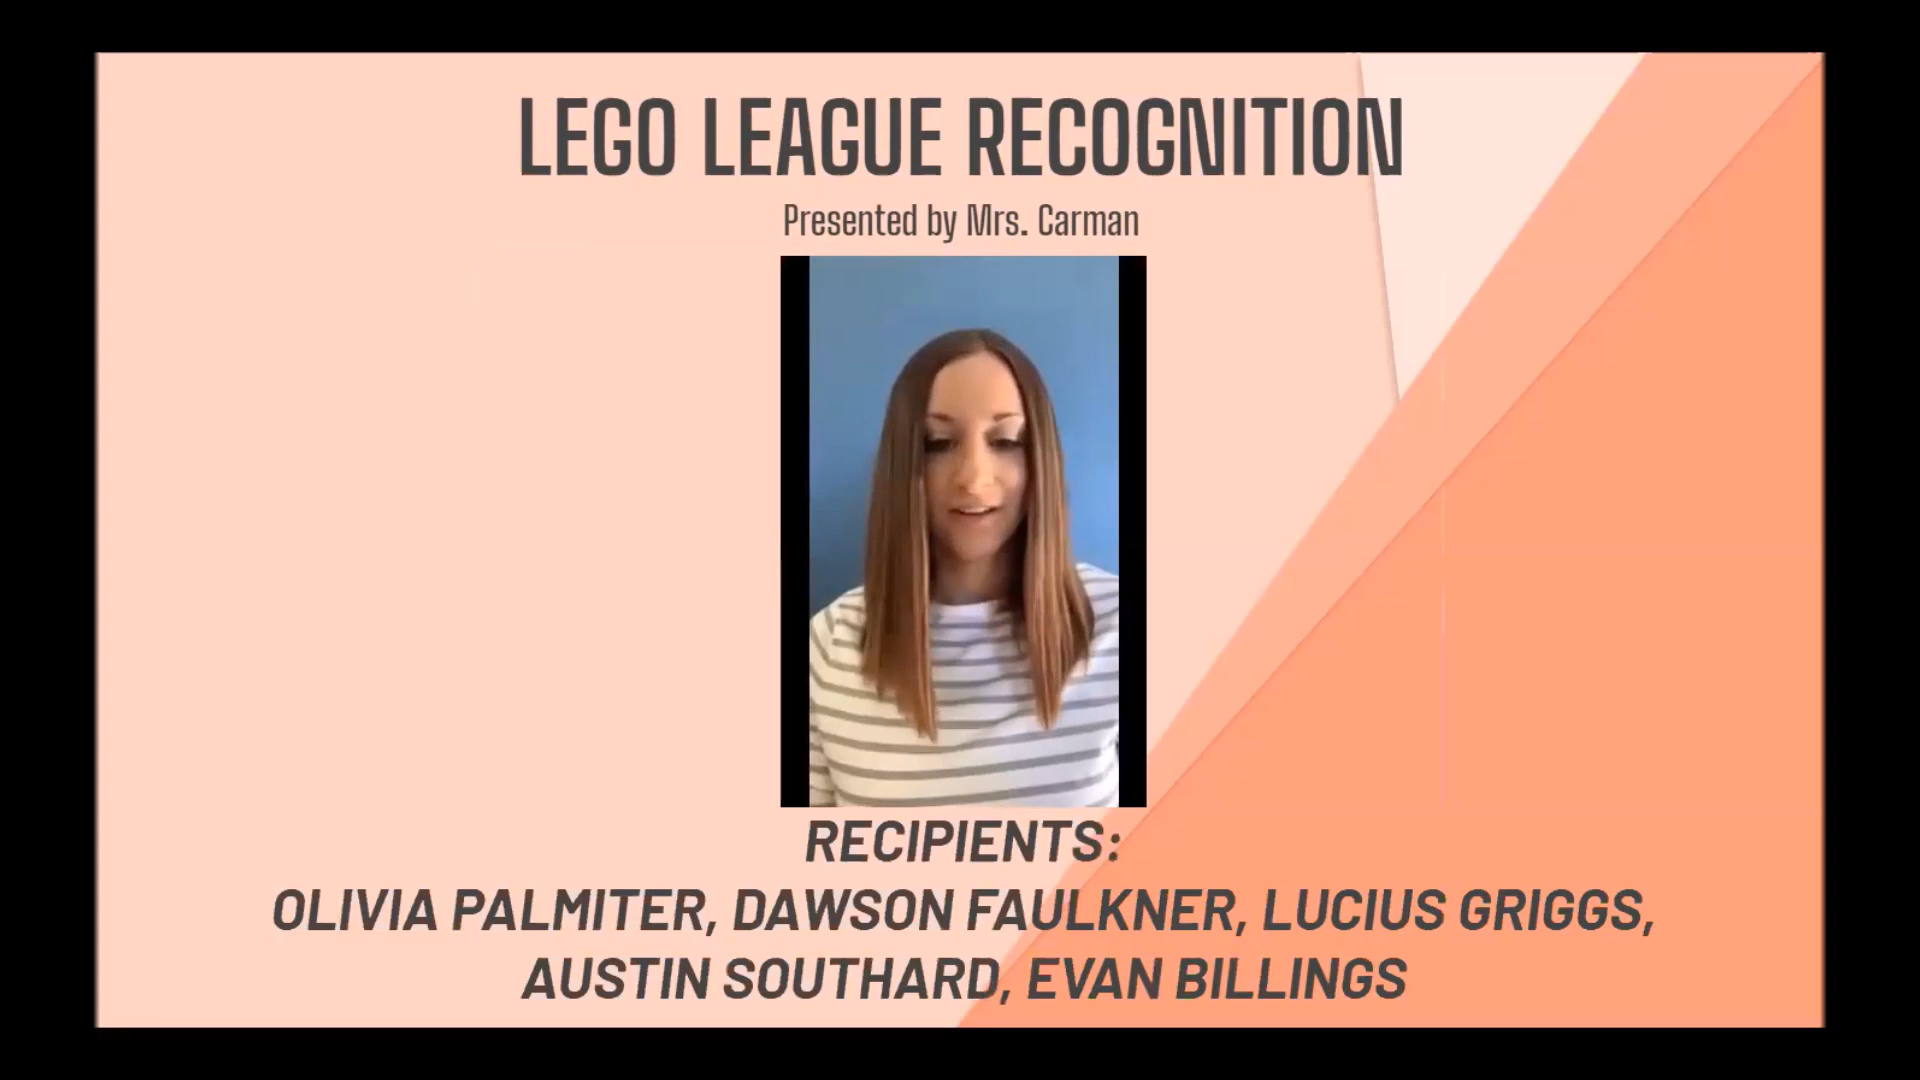 LEGO LEAGUE RECOGNITION
Presented by Mrs. Carman
RECIPIENTS:
OLIVIA PALMITER, DAWSON FAULKNER, LUCIUS GRIGGS,
AUSTIN SOUTHARD, EVAN BILLINGS